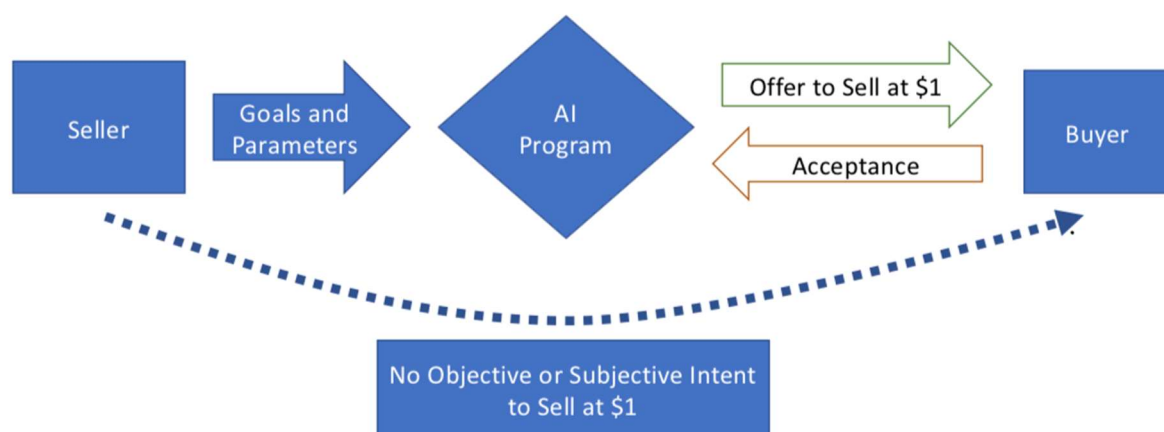 Seller
Goals and
Parameters
AI
Program
Offer to Sell at $1
Acceptance
Buyer
No Objective or Subjective Intent
to Sell at $1